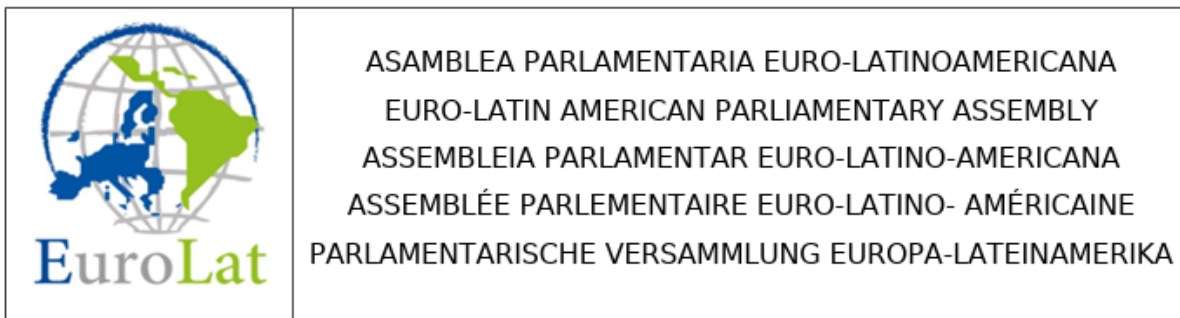 EuroLat
ASAMBLEA PARLAMENTARIA EURO-LATINOAMERICANA
EURO-LATIN AMERICAN PARLIAMENTARY ASSEMBLY
ASSEMBLEIA PARLAMENTAR EURO-LATINO-AMERICANA
ASSEMBLÉE PARLEMENTAIRE EURO-LATINO- AMÉRICAINE
PARLAMENTARISCHE VERSAMMLUNG EUROPA-LATEINAMERIKA